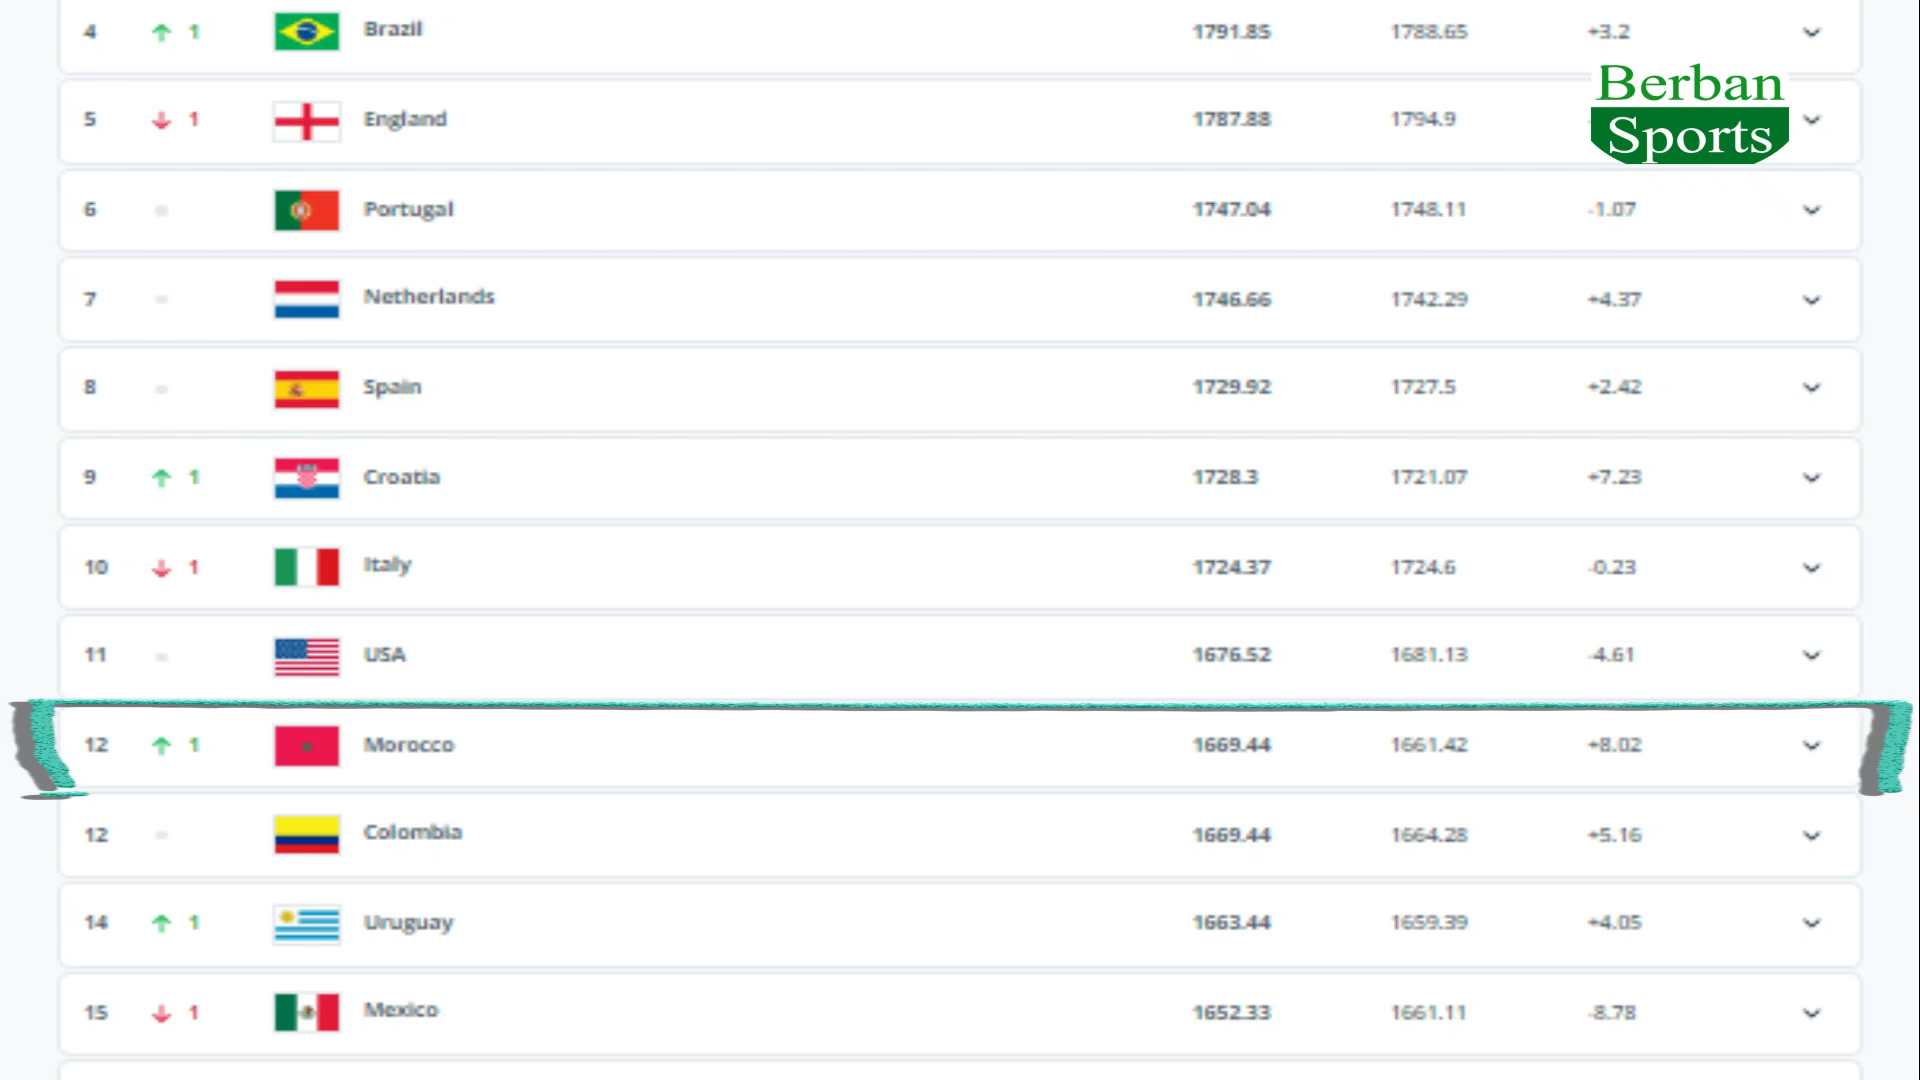 4 1 Brazil 1791.85 1788.65 +3.2
Berban
Sports
5 1 England 1787.88 1794.9
6 Portugal 1747.04 1748.11 -1.07
7 Netherlands 1746.66 1742.29 +4.37
8 Spain 1729.92 1727.5 +2.42
9 1 Croatia 1728.3 1721.07 +7.23
10 1 Italy 1724.37 1724.6 -0.23
11 USA 1676.52 1681.13 -4.61
12 1 Morocco 1669.44 1661.42 +8.02
12 Colombia 1669.44 1664.28 +5.16
14 1 Uruguay 1663.44 1659.39 +4.05
15 1 Mexico 1652.33 1661.11 -8.78